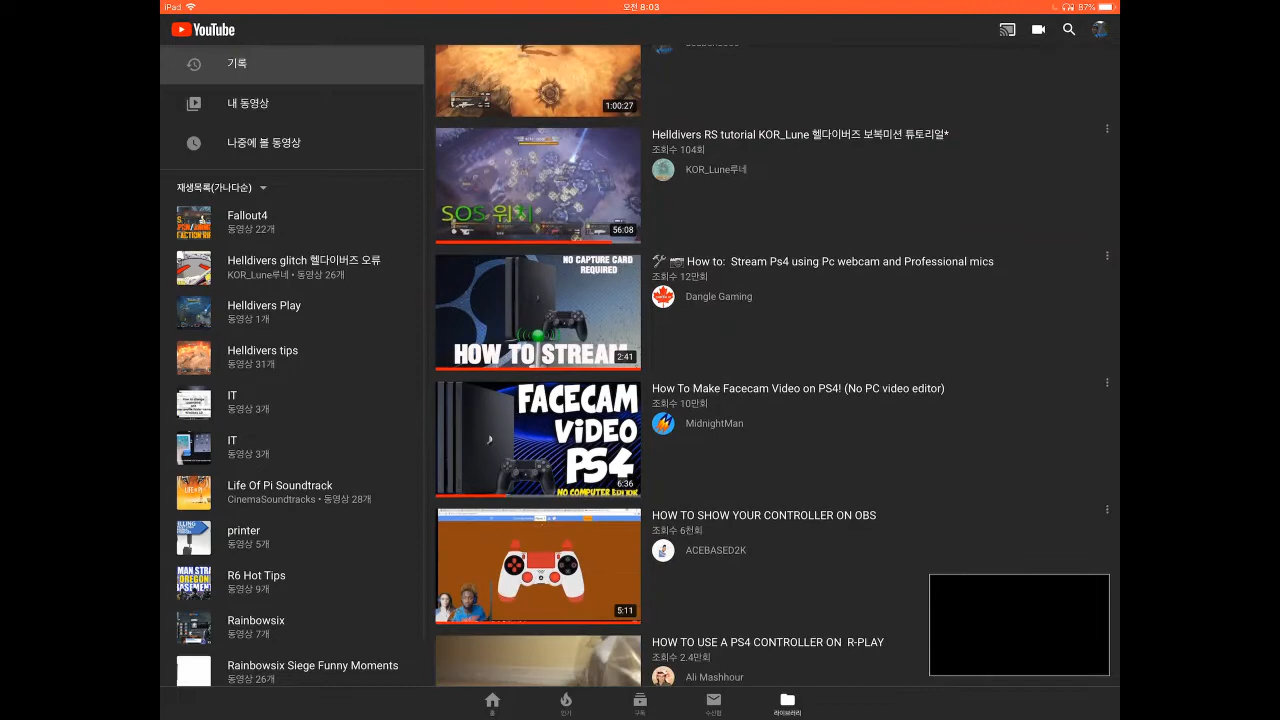 iPad
오전 8:03
87%
YouTube
기록
내 동영상
나중에 볼 동영상
재생목록(가나다순)
Fallout4
동영상 22개
Helldivers glitch 헬다이버즈 오류
KOR_Lune루네 • 동영상 26개
Helldivers Play
동영상 1개
Helldivers tips
동영상 31개
IT
동영상 3개
IT
동영상 3개
Life Of Pi Soundtrack
CinemaSoundtracks • 동영상 28개
printer
동영상 5개
R6 Hot Tips
동영상 9개
Rainbowsix
동영상 7개
Rainbowsix Siege Funny Moments
동영상 26개
1:00:27
Helldivers RS tutorial KOR_Lune 헬다이버즈 보복미션 튜토리얼*
조회수 104회
KOR_Lune루네
SOS 위치
56:08
How to: Stream Ps4 using Pc webcam and Professional mics
조회수 12만회
Dangle Gaming
NO CAPTURE CARD
REQUIRED
HOW TO STREAM
2:41
How To Make Facecam Video on PS4! (No PC video editor)
조회수 10만회
MidnightMan
FACECAM
VIDEO
PS4
6:36
NO COMPUTER EDITOR
HOW TO SHOW YOUR CONTROLLER ON OBS
조회수 6천회
ACEBASED2K
5:11
HOW TO USE A PS4 CONTROLLER ON R-PLAY
조회수 2.4만회
Ali Mashhour
홈
인기
구독
수신함
라이브러리